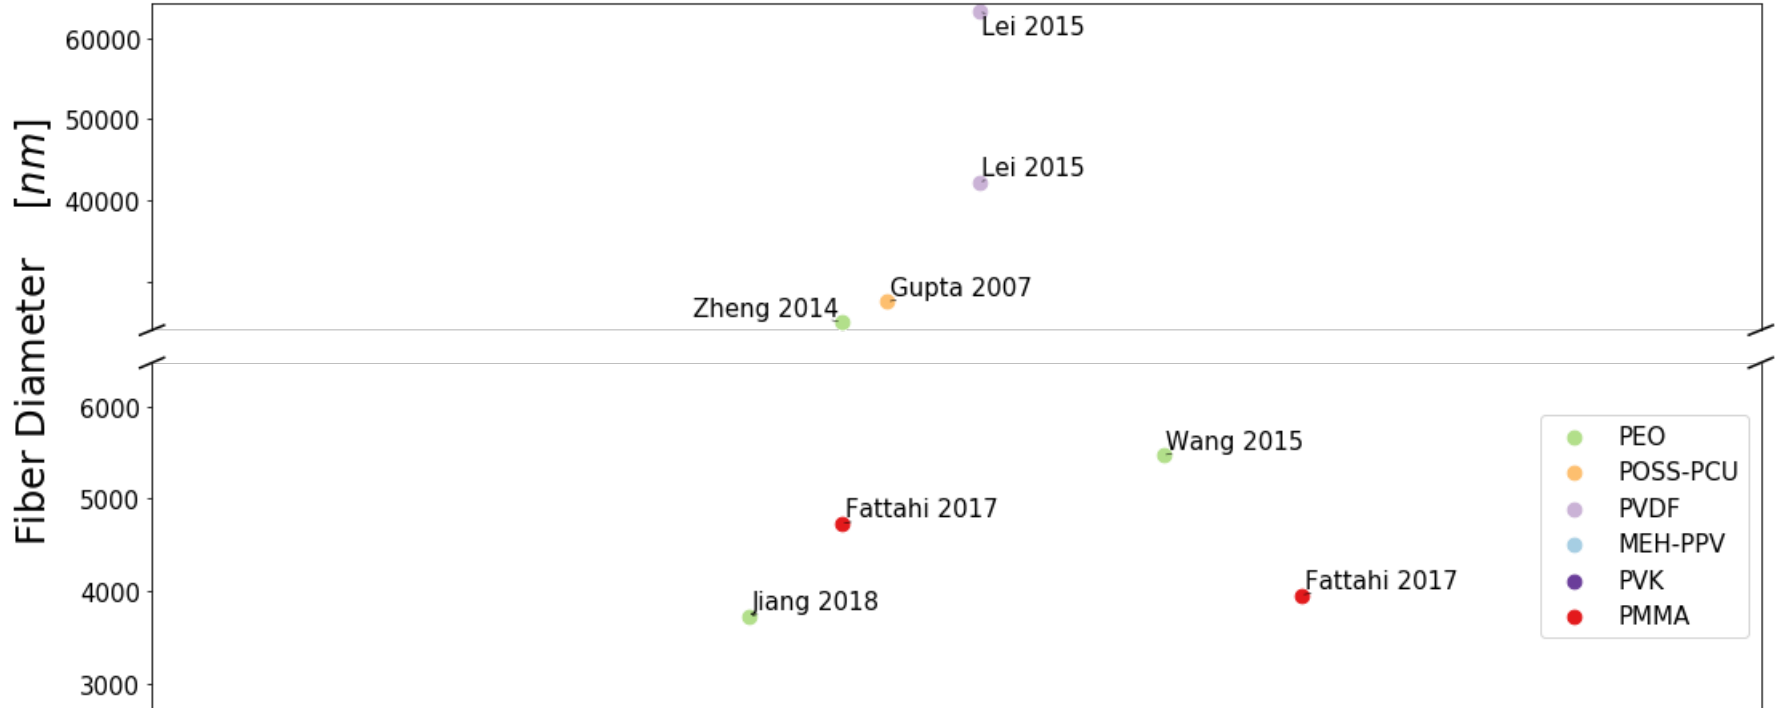 60000
Lei 2015
50000
Lei 2015
40000
Gupta 2007
Zheng 2014
Fiber Diameter [nm]
6000
Wang 2015
5000
Fattahi 2017
4000
Fattahi 2017
Jiang 2018
3000
PEO
POSS-PCU
PVDF
MEH-PPV
PVK
PMMA